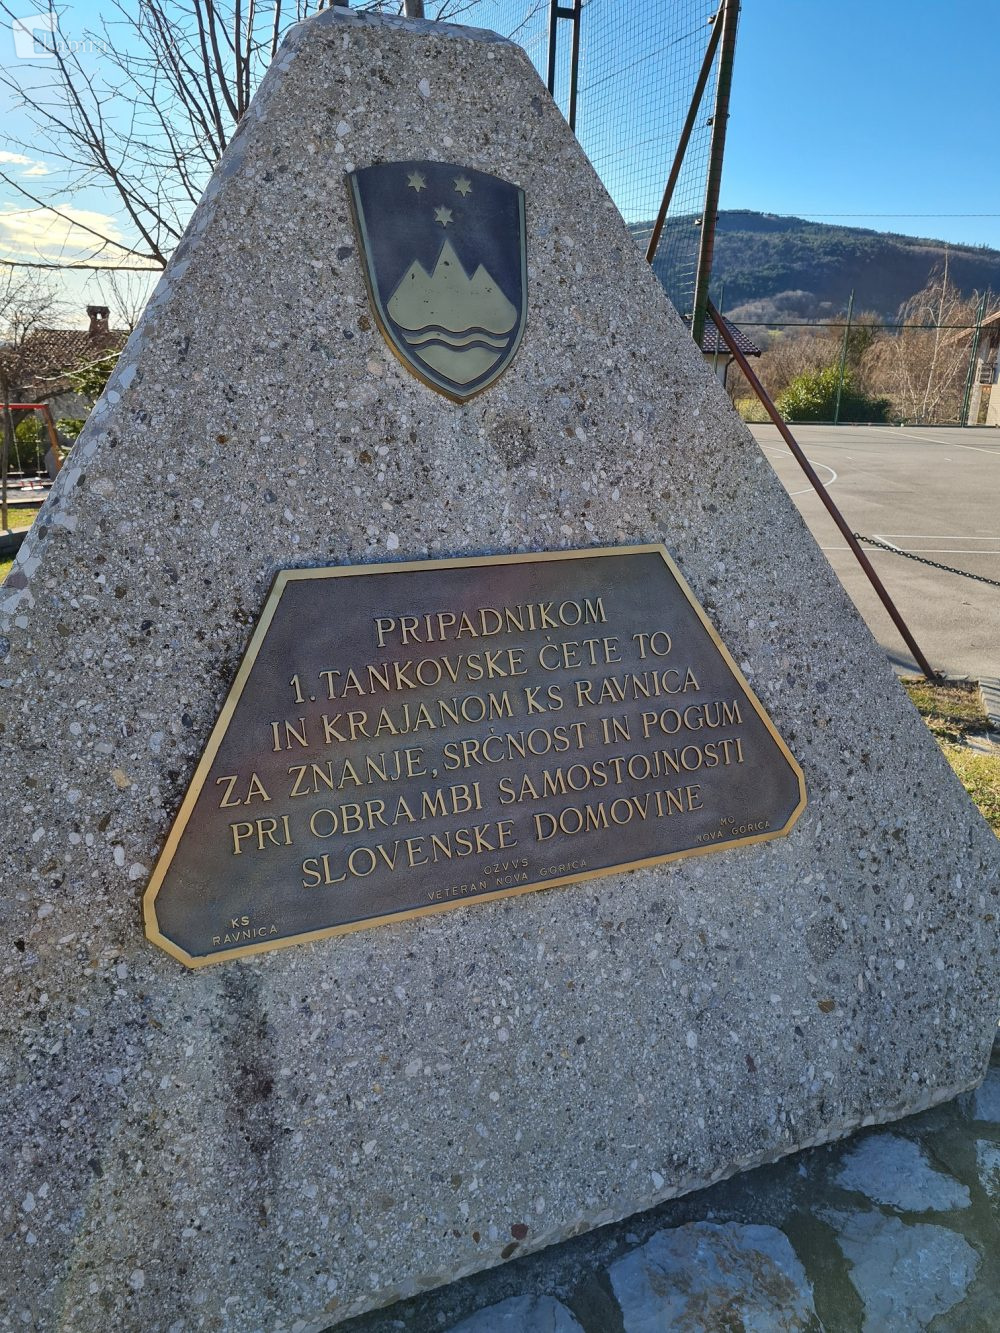 PRIPADNIKOM
1. TANKOVSKE ČETE TO
IN KRAJANOM KS RAVNICA
ZA ZNANJE, SRČNOST IN POGUM
PRI OBRAMBI SAMOSTOJNOSTI
SLOVENSKE DOMOVINE
KS
RAVNICA
OZVVS
VETERAN NOVA GORICA
MO
NOVA GORICA